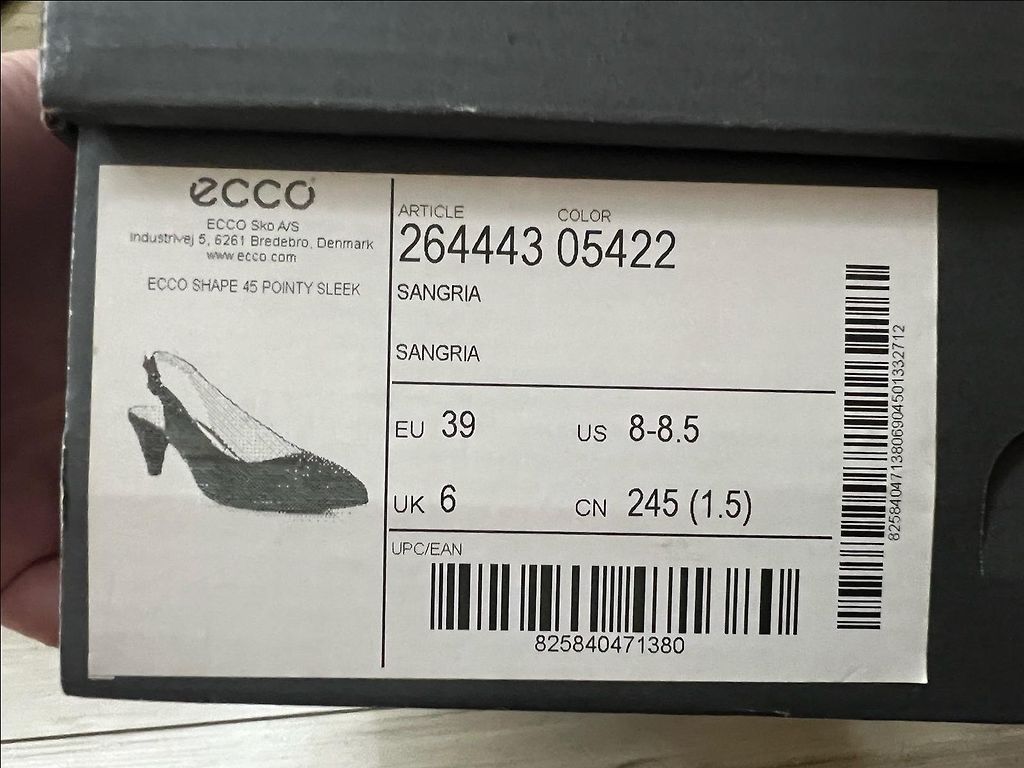 ecco
ECCO Sko A/S
Industrivej 5, 6261 Bredebro, Denmark
www.ecco.com
ECCO SHAPE 45 POINTY SLEEK
ARTICLE COLOR
264443 05422
SANGRIA
SANGRIA
EU 39 US 8-8.5
UK 6 CN 245 (1.5)
UPC/EAN
825840471380
8258404713806904501332712